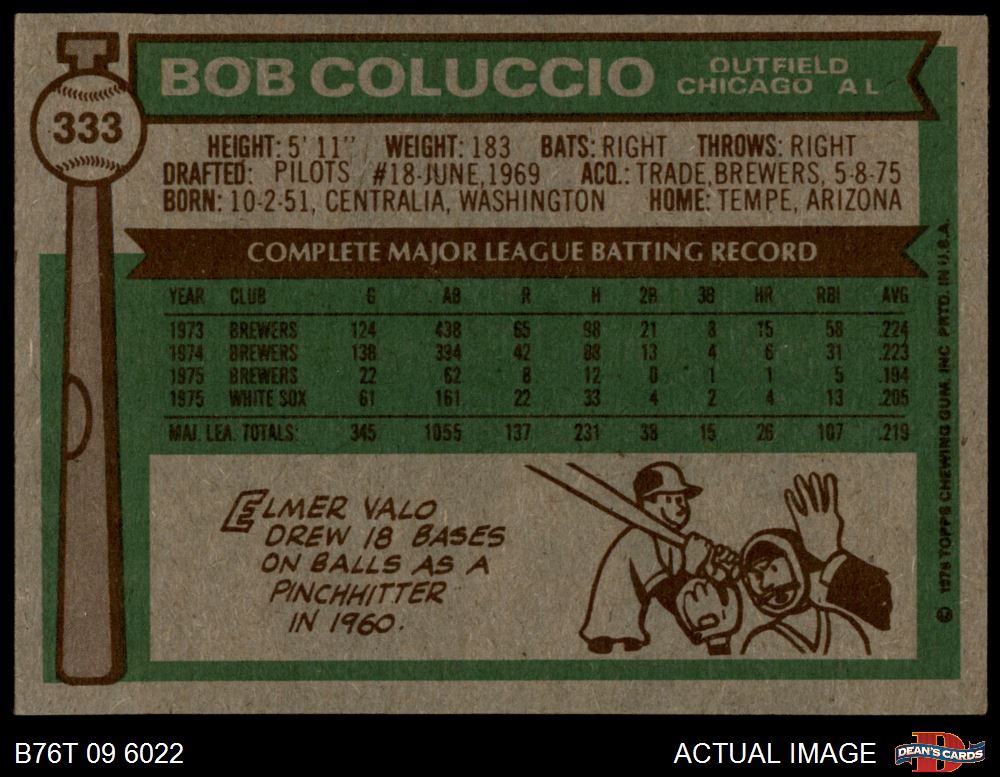 BOB COLUCCIO
OUTFIELD
CHICAGO A L
333
HEIGHT: 5' 11" WEIGHT: 183 BATS: RIGHT THROWS: RIGHT
DRAFTED: PILOTS #18-JUNE, 1969 ACQ.: TRADE, BREWERS, 5-8-75
BORN: 10-2-51, CENTRALIA, WASHINGTON HOME: TEMPE, ARIZONA
COMPLETE MAJOR LEAGUE BATTING RECORD
YEAR CLUB G AB R H 2B 3B HR RBI AVG
1973 BREWERS 124 438 65 98 21 8 15 58 .224
1974 BREWERS 138 394 42 88 13 4 6 31 .223
1975 BREWERS 22 62 8 12 0 1 1 5 .194
1975 WHITE SOX 61 161 22 33 4 2 4 13 .205
MAJ. LEA. TOTALS: 345 1055 137 231 38 15 26 107 .219
ELMER VALO
DREW 18 BASES
ON BALLS AS A
PINCHHITTER
IN 1960.
© 1976 TOPPS CHEWING GUM, INC PRTD. IN U.S.A.
B76T 09 6022
ACTUAL IMAGE
D
DEAN'S CARDS